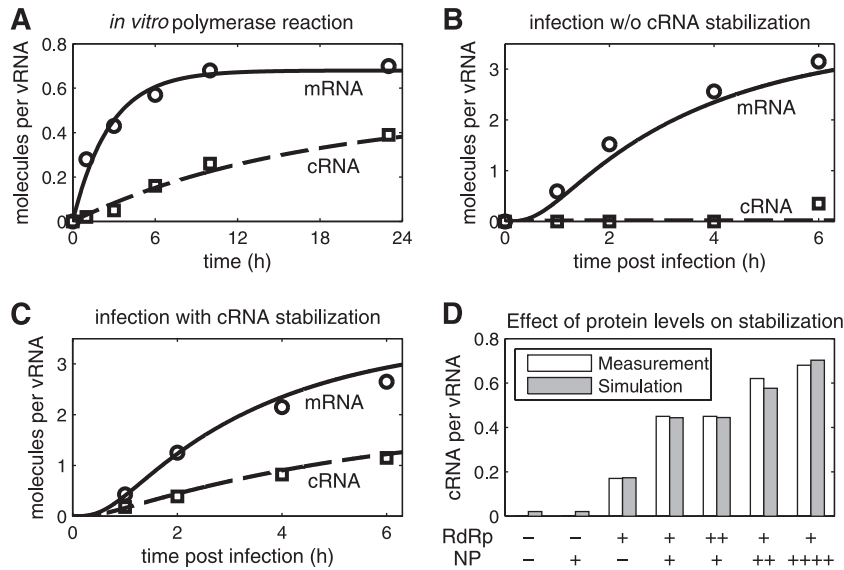 A
in vitro polymerase reaction
molecules per vRNA
0.8
0.6
0.4
0.2
0
mRNA
cRNA
0 6 12 18 24
time (h)
B
infection w/o cRNA stabilization
molecules per vRNA
3
2
1
0
mRNA
cRNA
0 2 4 6
time post infection (h)
C
infection with cRNA stabilization
molecules per vRNA
3
2
1
0
mRNA
cRNA
0 2 4 6
time post infection (h)
D
Effect of protein levels on stabilization
cRNA per vRNA
0.8
0.6
0.4
0.2
0
Measurement
Simulation
RdRp − − + + ++ + +
NP − + − + + ++ ++++